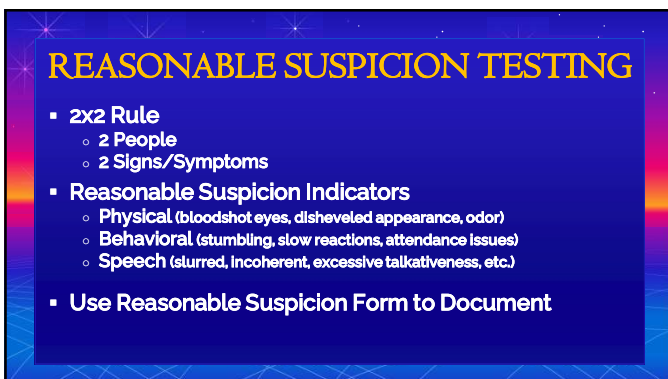 REASONABLE SUSPICION TESTING
▪ 2x2 Rule
○ 2 People
○ 2 Signs/Symptoms
▪ Reasonable Suspicion Indicators
○ Physical (bloodshot eyes, disheveled appearance, odor)
○ Behavioral (stumbling, slow reactions, attendance issues)
○ Speech (slurred, incoherent, excessive talkativeness, etc.)
▪ Use Reasonable Suspicion Form to Document